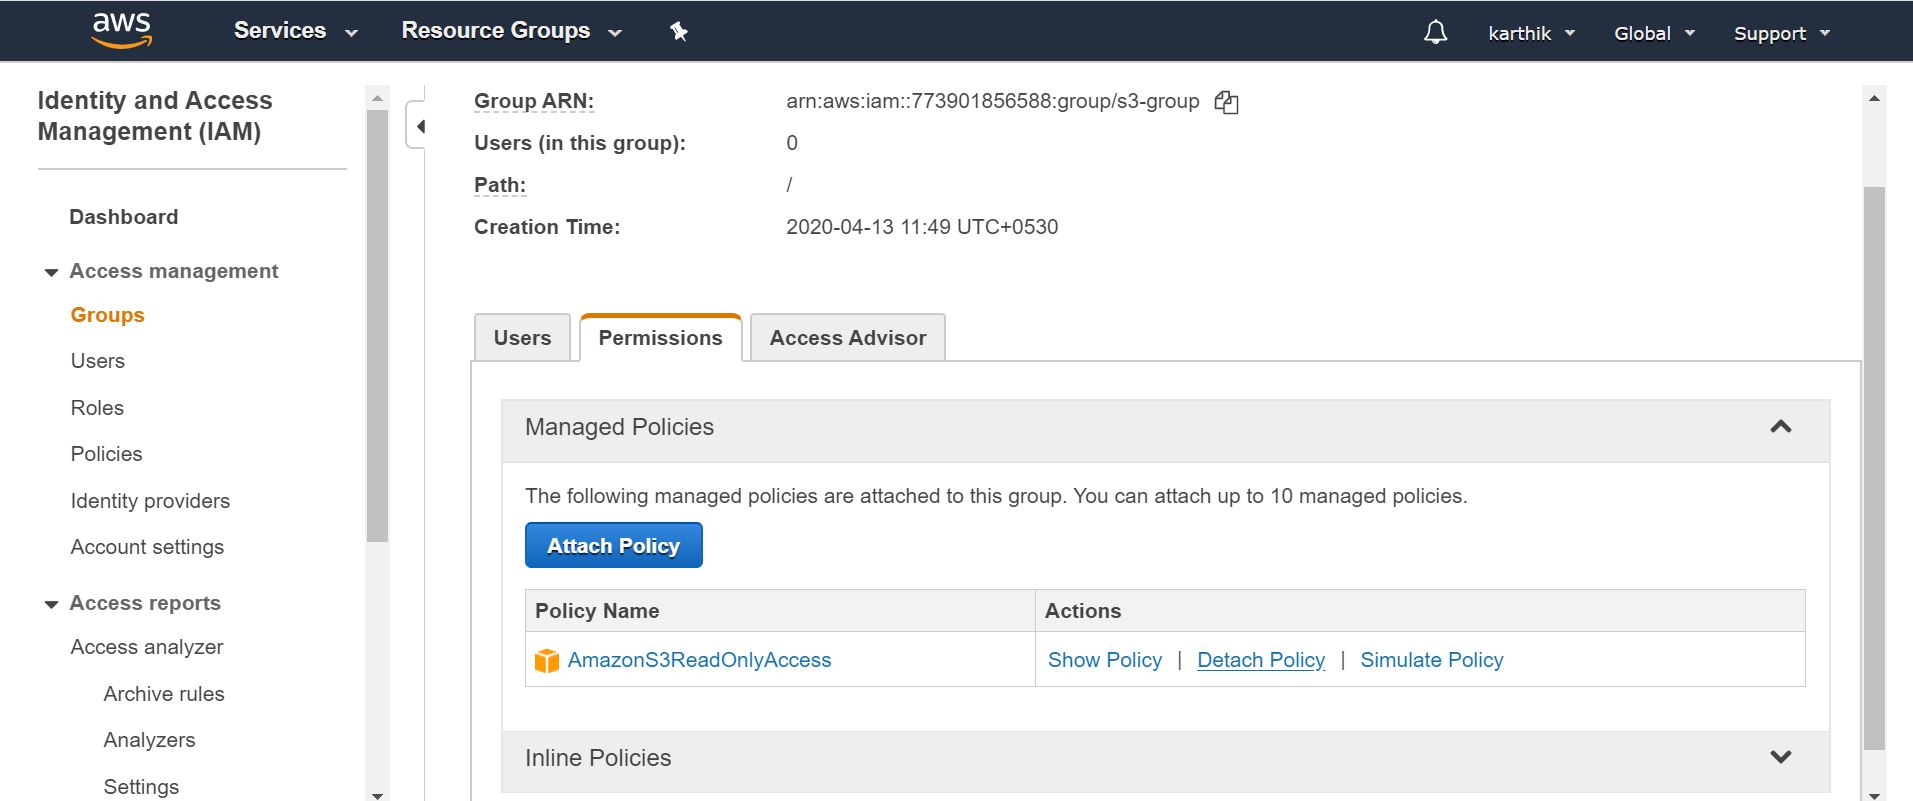 aws
Services
Resource Groups
karthik
Global
Support
Identity and Access
Management (IAM)
Dashboard
Access management
Groups
Users
Roles
Policies
Identity providers
Account settings
Access reports
Access analyzer
Archive rules
Analyzers
Settings
Group ARN: arn:aws:iam::773901856588:group/s3-group
Users (in this group): 0
Path: /
Creation Time: 2020-04-13 11:49 UTC+0530
Users
Permissions
Access Advisor
Managed Policies
The following managed policies are attached to this group. You can attach up to 10 managed policies.
Attach Policy
Policy Name Actions
AmazonS3ReadOnlyAccess Show Policy | Detach Policy | Simulate Policy
Inline Policies